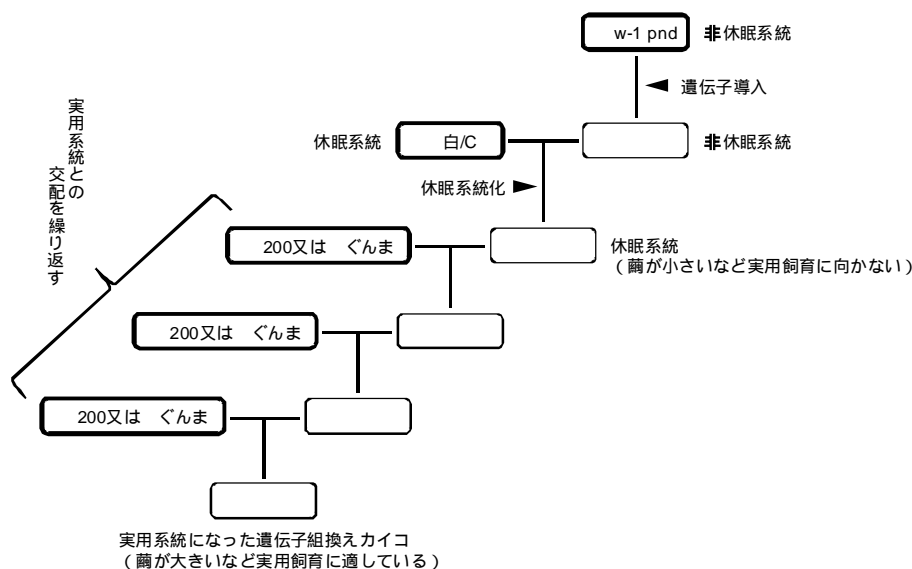 w-1 pnd 非休眠系統
遺伝子導入
休眠系統 白/C 非休眠系統
休眠系統化
実用系統との
交配を繰り返す
200又は ぐんま
休眠系統
(繭が小さいなど実用飼育に向かない)
200又は ぐんま
200又は ぐんま
実用系統になった遺伝子組換えカイコ
(繭が大きいなど実用飼育に適している)